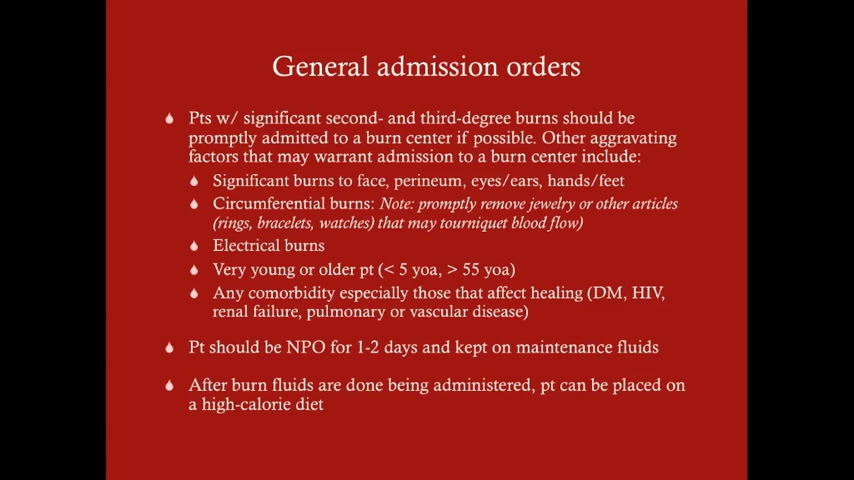 General admission orders
Pts w/ significant second- and third-degree burns should be
promptly admitted to a burn center if possible. Other aggravating
factors that may warrant admission to a burn center include:
Significant burns to face, perineum, eyes/ears, hands/feet
Circumferential burns: Note: promptly remove jewelry or other articles
(rings, bracelets, watches) that may tourniquet blood flow)
Electrical burns
Very young or older pt (< 5 yoa, > 55 yoa)
Any comorbidity especially those that affect healing (DM, HIV,
renal failure, pulmonary or vascular disease)
Pt should be NPO for 1-2 days and kept on maintenance fluids
After burn fluids are done being administered, pt can be placed on
a high-calorie diet